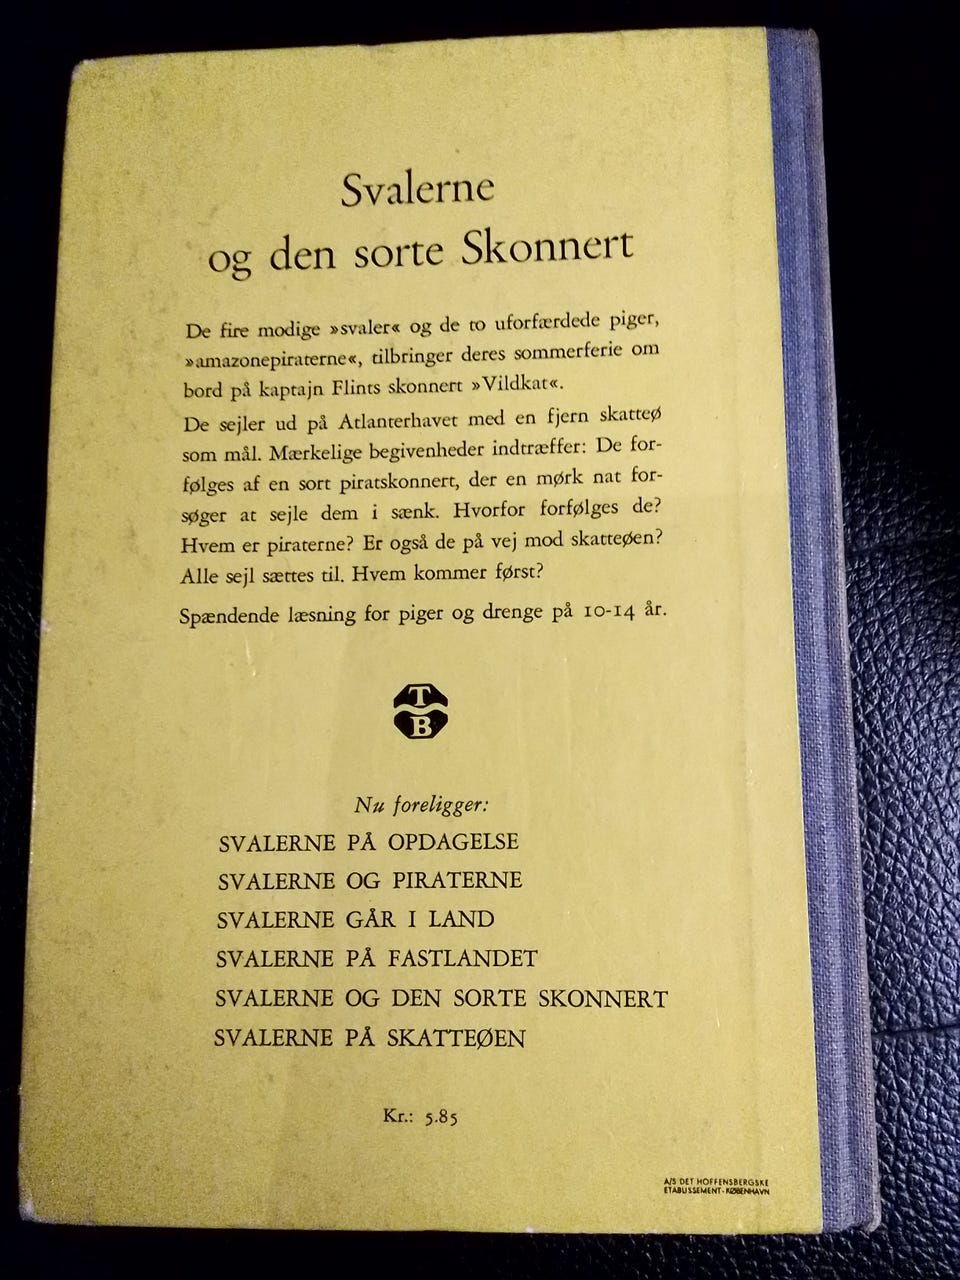 Svalerne
og den sorte Skonnert
De fire modige »svaler« og de to uforfærdede piger,
»amazonepiraterne«, tilbringer deres sommerferie om
bord på kaptajn Flints skonnert »Vildkat«.
De sejler ud på Atlanterhavet med en fjern skatteø
som mål. Mærkelige begivenheder indtræffer: De for-
følges af en sort piratskonnert, der en mørk nat for-
søger at sejle dem i sænk. Hvorfor forfølges de?
Hvem er piraterne? Er også de på vej mod skatteøen?
Alle sejl sættes til. Hvem kommer først?
Spændende læsning for piger og drenge på 10-14 år.
T
B
Nu foreligger:
SVALERNE PÅ OPDAGELSE
SVALERNE OG PIRATERNE
SVALERNE GÅR I LAND
SVALERNE PÅ FASTLANDET
SVALERNE OG DEN SORTE SKONNERT
SVALERNE PÅ SKATTEØEN
Kr.: 5.85
A/S DET HOFFENSBERGSKE
ETABLISSEMENT · KØBENHAVN